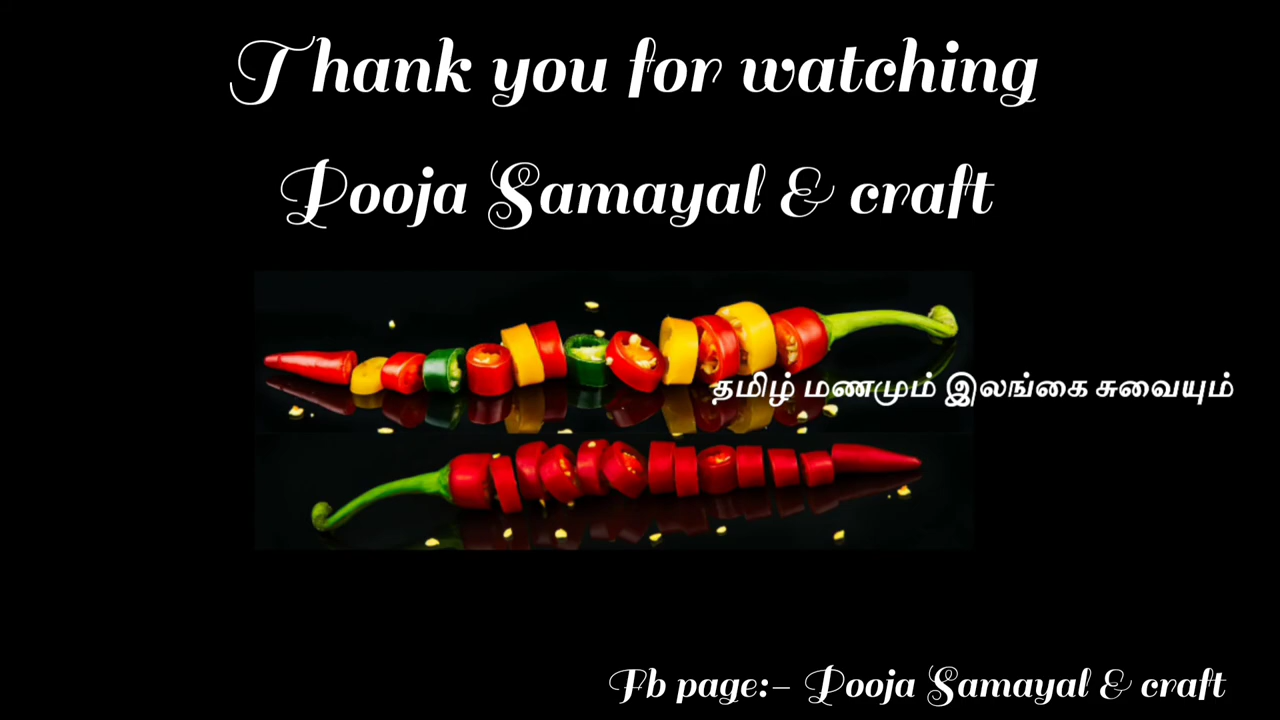 Thank you for watching
Pooja Samayal & craft
தமிழ் மணமும் இலங்கை சுவையும்
Fb page:- Pooja Samayal & craft